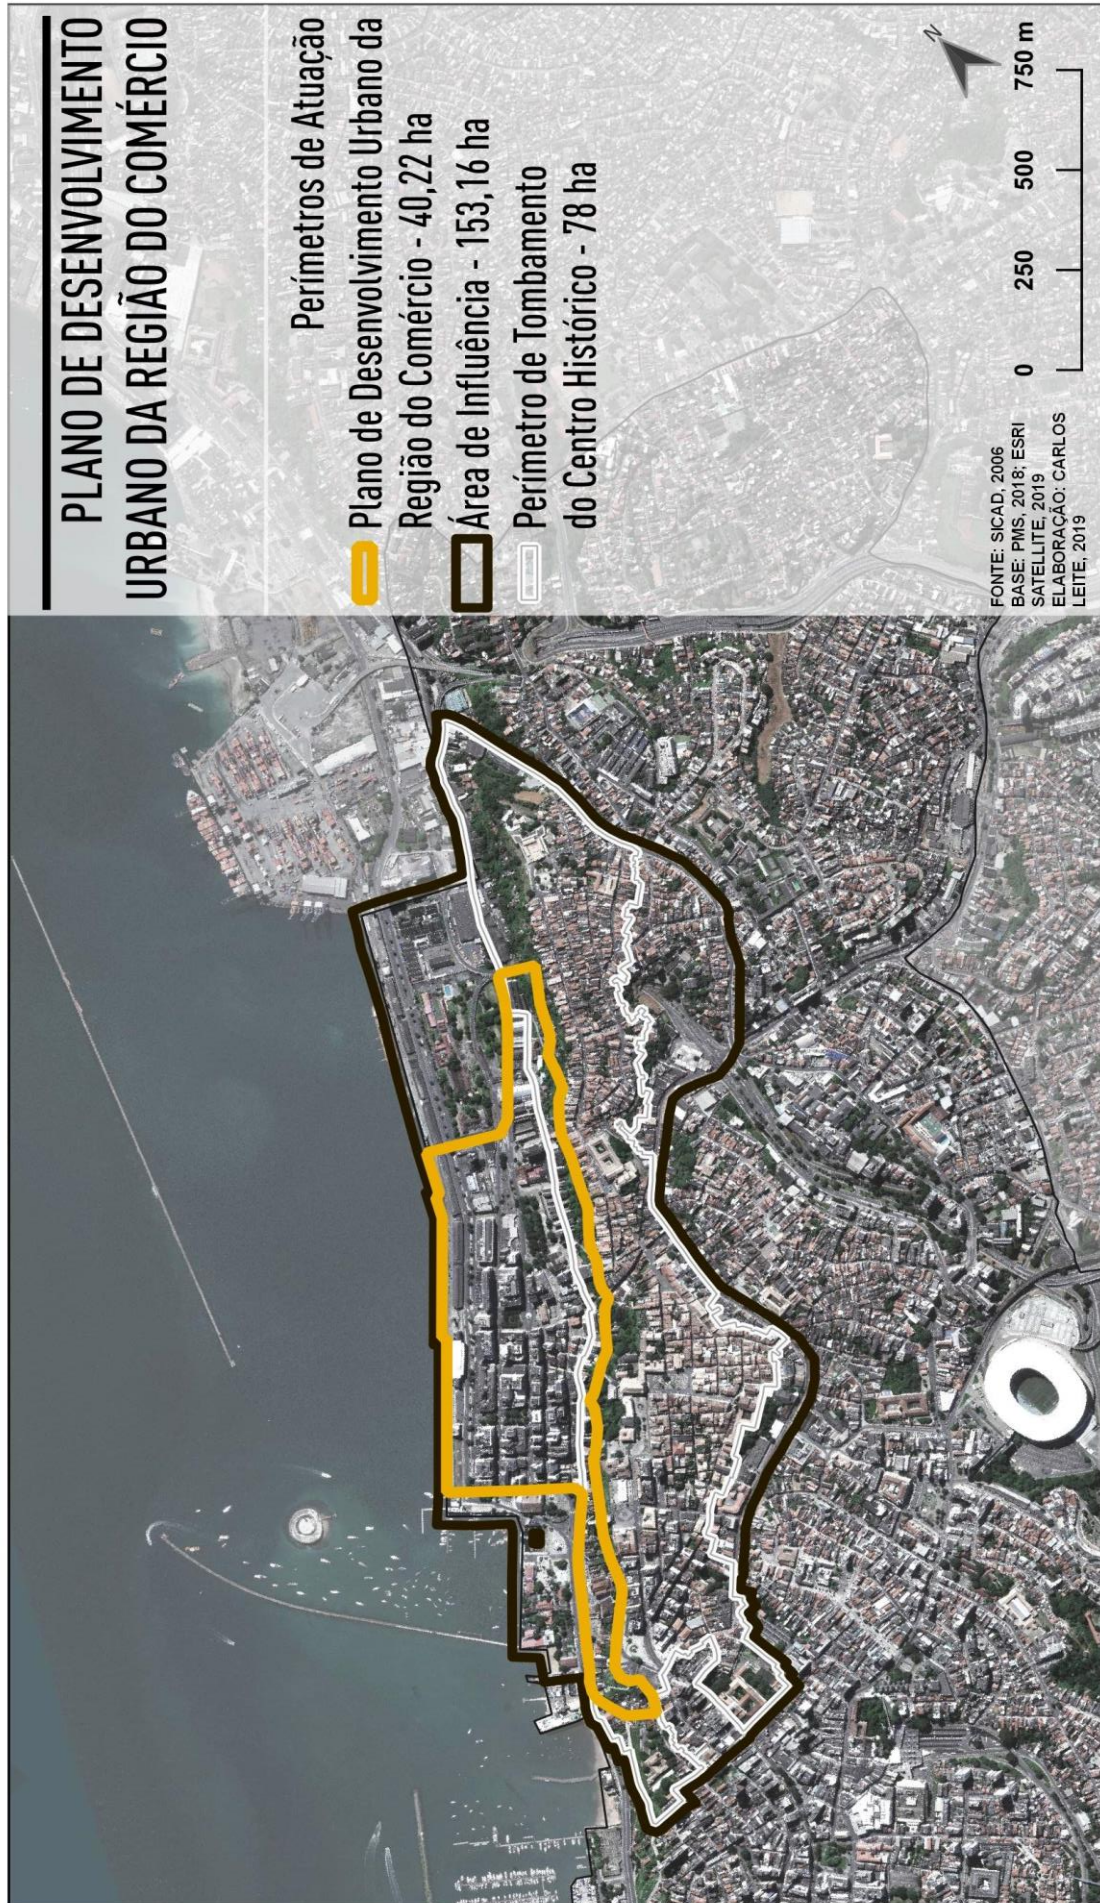 PLANO DE DESENVOLVIMENTO
URBANO DA REGIÃO DO COMÉRCIO
Perímetros de Atuação
Plano de Desenvolvimento Urbano da
Região do Comércio - 40,22 ha
Área de Influência - 153,16 ha
Perímetro de Tombamento
do Centro Histórico - 78 ha
N
0 250 500 750 m
FONTE: SICAD, 2006
BASE: PMS, 2018; ESRI
SATELLITE, 2019
ELABORAÇÃO: CARLOS
LEITE, 2019